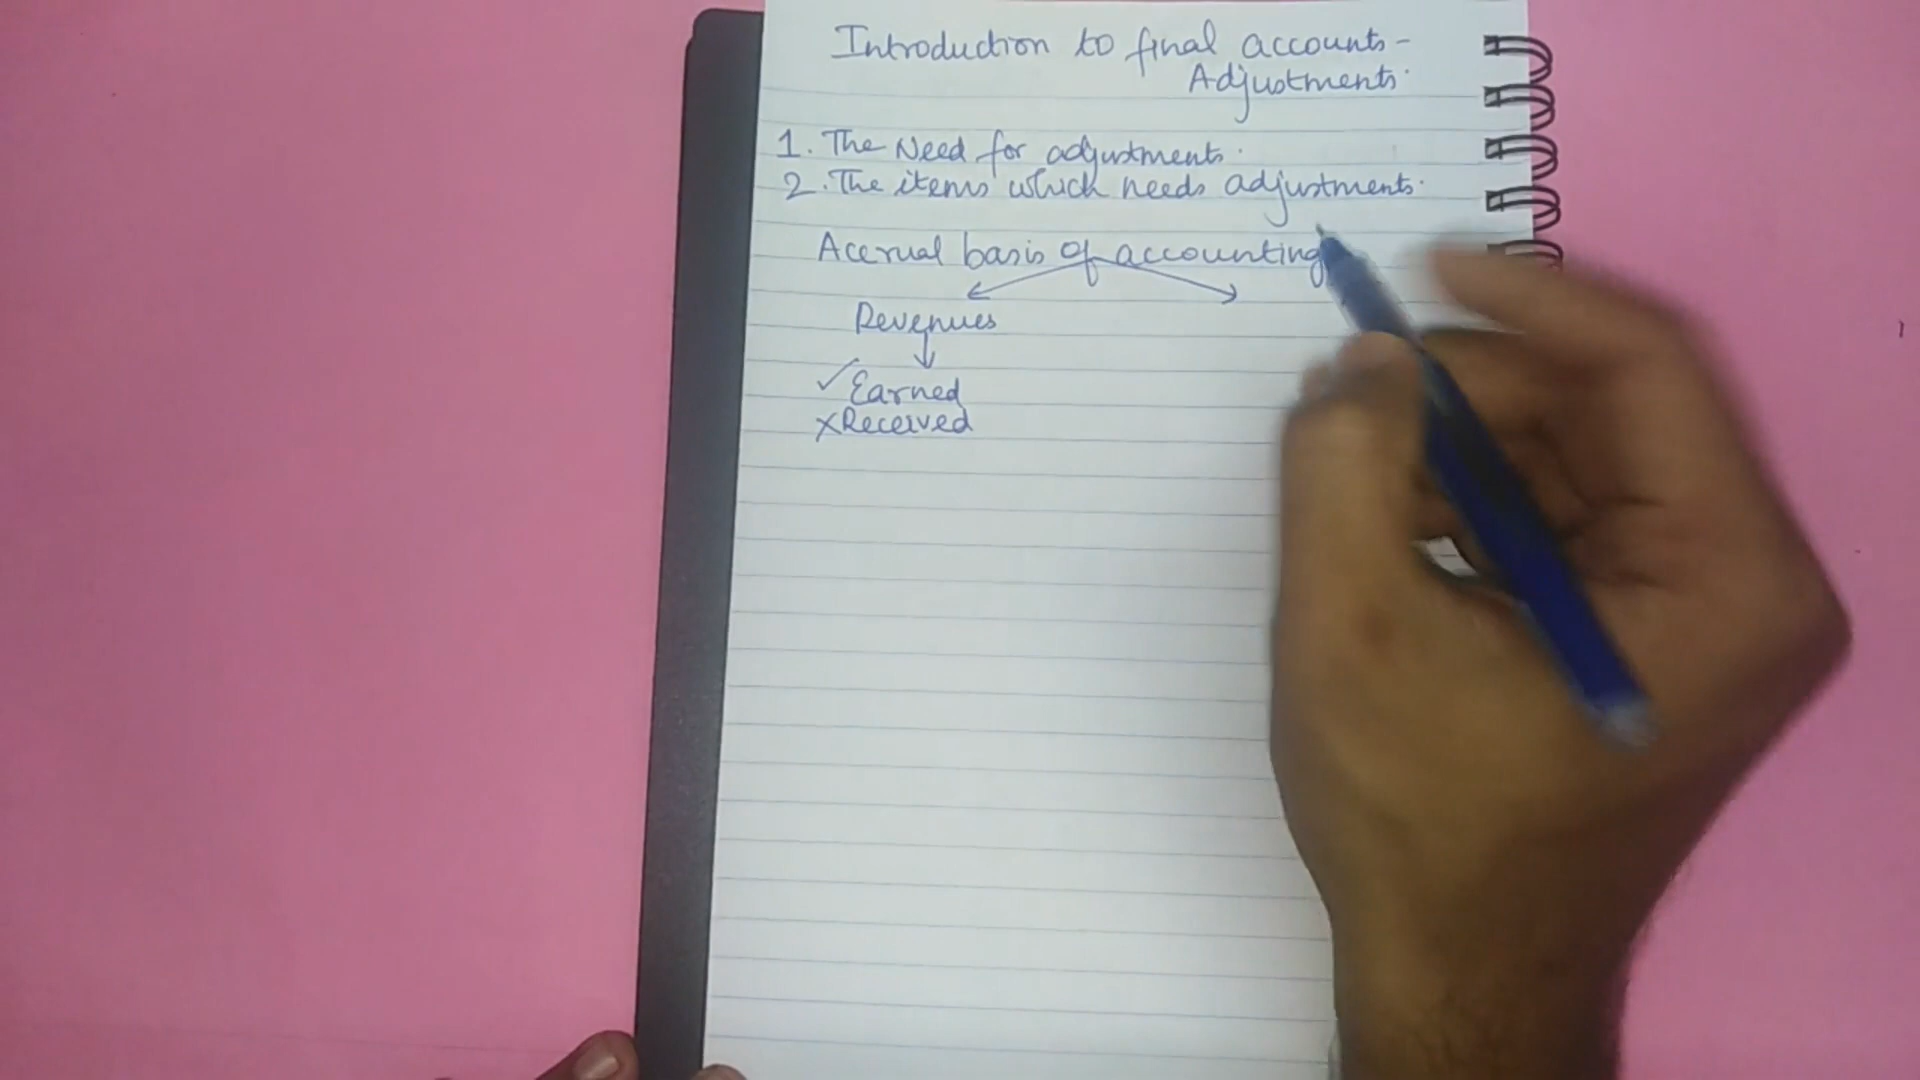 Introduction to final accounts-
Adjustments.
1. The Need for adjustments.
2. The items which needs adjustments.
Accrual basis of accounting
Revenues
✓ Earned
✗ Received